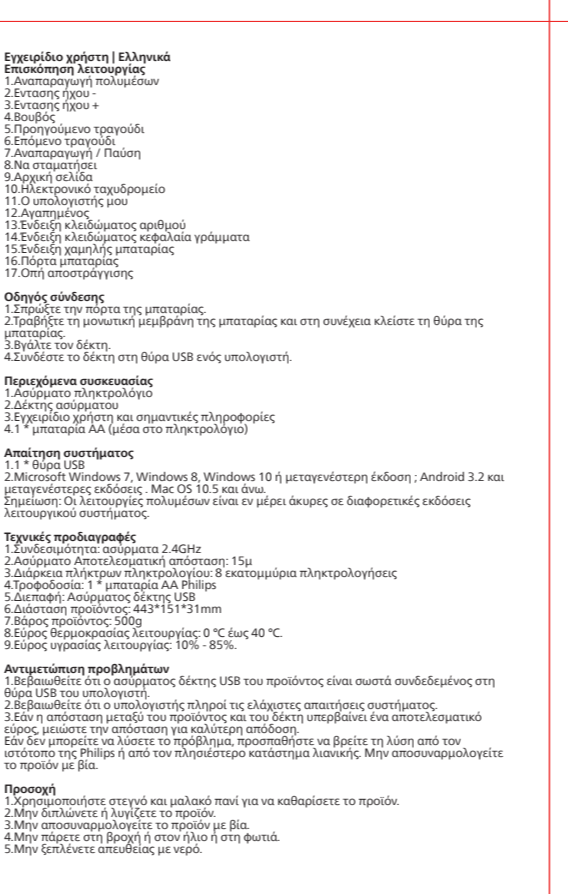 Εγχειρίδιο χρήστη | Ελληνικά
Επισκόπηση λειτουργίας
1.Αναπαραγωγή πολυμέσων
2.Εντασης ήχου -
3.Εντασης ήχου +
4.Βουβός
5.Προηγούμενο τραγούδι
6.Επόμενο τραγούδι
7.Αναπαραγωγή / Παύση
8.Να σταματήσει
9.Αρχική σελίδα
10.Ηλεκτρονικό ταχυδρομείο
11.Ο υπολογιστής μου
12.Αγαπημένος
13.Ένδειξη κλειδώματος αριθμού
14.Ένδειξη κλειδώματος κεφαλαία γράμματα
15.Ένδειξη χαμηλής μπαταρίας
16.Πόρτα μπαταρίας
17.Οπή αποστράγγισης
Οδηγός σύνδεσης
1.Σπρώξτε την πόρτα της μπαταρίας.
2.Τραβήξτε τη μονωτική μεμβράνη της μπαταρίας και στη συνέχεια κλείστε τη θύρα της
μπαταρίας.
3.Βγάλτε τον δέκτη.
4.Συνδέστε το δέκτη στη θύρα USB ενός υπολογιστή.
Περιεχόμενα συσκευασίας
1.Ασύρματο πληκτρολόγιο
2.Δέκτης ασύρματου
3.Εγχειρίδιο χρήστη και σημαντικές πληροφορίες
4.1 * μπαταρία AA (μέσα στο πληκτρολόγιο)
Απαίτηση συστήματος
1.1 * θύρα USB
2.Microsoft Windows 7, Windows 8, Windows 10 ή μεταγενέστερη έκδοση ; Android 3.2 και
μεταγενέστερες εκδόσεις . Mac OS 10.5 και άνω.
Σημείωση: Οι λειτουργίες πολυμέσων είναι εν μέρει άκυρες σε διαφορετικές εκδόσεις
λειτουργικού συστήματος.
Τεχνικές προδιαγραφές
1.Συνδεσιμότητα: ασύρματα 2.4GHz
2.Ασύρματο Αποτελεσματική απόσταση: 15μ
3.Διάρκεια πλήκτρων πληκτρολογίου: 8 εκατομμύρια πληκτρολογήσεις
4.Τροφοδοσία: 1 * μπαταρία AA Philips
5.Διεπαφή: Ασύρματος δέκτης USB
6.Διάσταση προϊόντος: 443*151*31mm
7.Βάρος προϊόντος: 500g
8.Εύρος θερμοκρασίας λειτουργίας: 0 ℃ έως 40 ℃.
9.Εύρος υγρασίας λειτουργίας: 10% - 85%.
Αντιμετώπιση προβλημάτων
1.Βεβαιωθείτε ότι ο ασύρματος δέκτης USB του προϊόντος είναι σωστά συνδεδεμένος στη
θύρα USB του υπολογιστή.
2.Βεβαιωθείτε ότι ο υπολογιστής πληροί τις ελάχιστες απαιτήσεις συστήματος.
3.Εάν η απόσταση μεταξύ του προϊόντος και του δέκτη υπερβαίνει ένα αποτελεσματικό
εύρος, μειώστε την απόσταση για καλύτερη απόδοση.
Εάν δεν μπορείτε να λύσετε το πρόβλημα, προσπαθήστε να βρείτε τη λύση από τον
ιστότοπο της Philips ή από τον πλησιέστερο κατάστημα λιανικής. Μην αποσυναρμολογείτε
το προϊόν με βία.
Προσοχή
1.Χρησιμοποιήστε στεγνό και μαλακό πανί για να καθαρίσετε το προϊόν.
2.Μην διπλώνετε ή λυγίζετε το προϊόν.
3.Μην αποσυναρμολογείτε το προϊόν με βία.
4.Μην πάρετε στη βροχή ή στον ήλιο ή στη φωτιά.
5.Μην ξεπλένετε απευθείας με νερό.